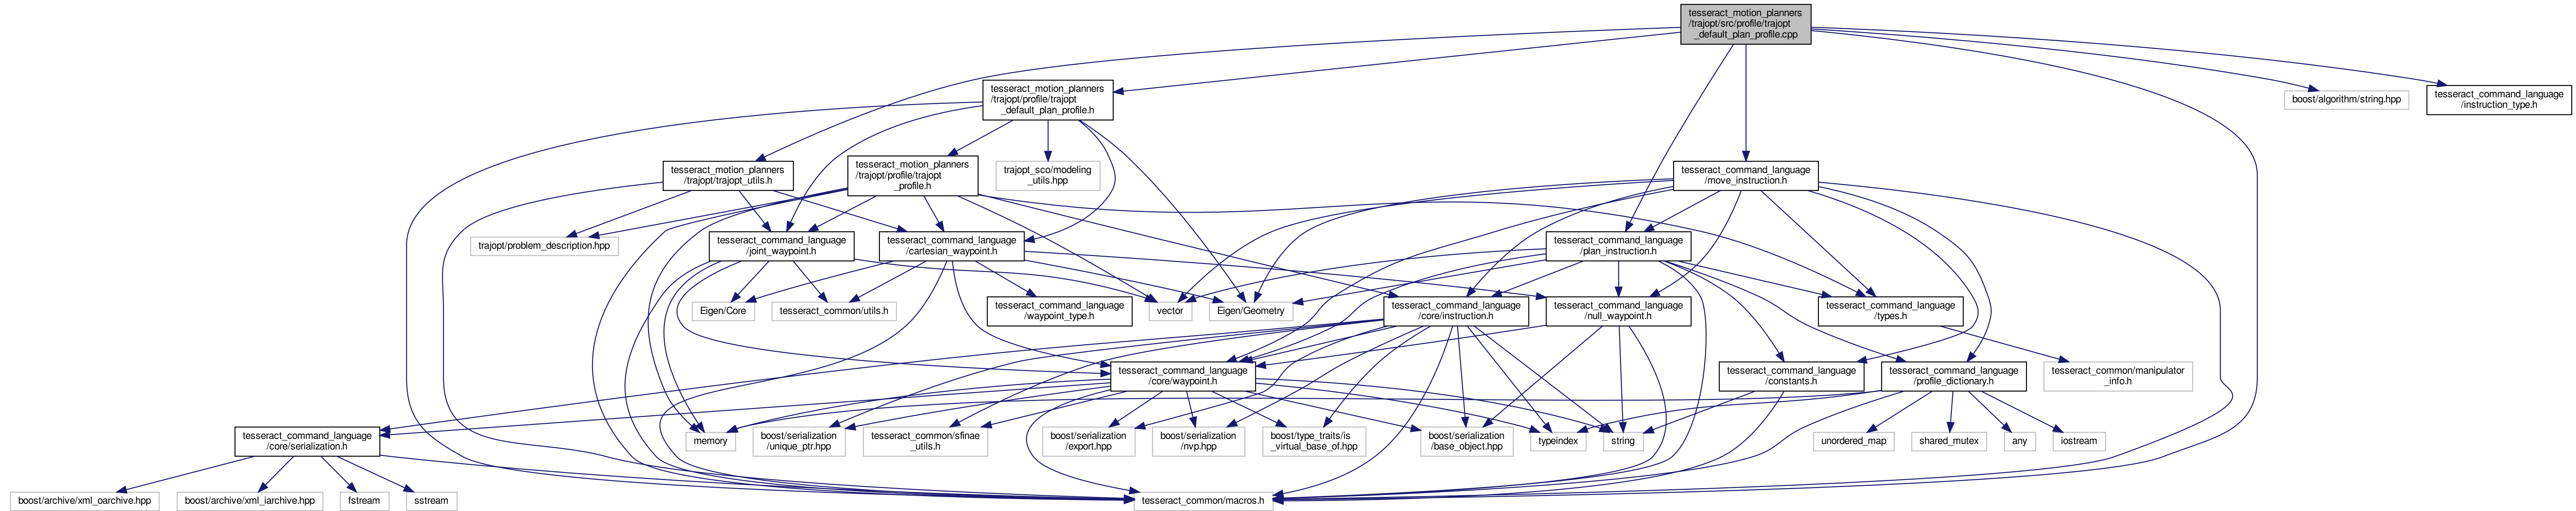 tesseract_motion_planners
/trajopt/src/profile/trajopt
_default_plan_profile.cpp
tesseract_motion_planners
/trajopt/profile/trajopt
_default_plan_profile.h
boost/algorithm/string.hpp
tesseract_command_language
/instruction_type.h
tesseract_motion_planners
/trajopt/trajopt_utils.h
tesseract_motion_planners
/trajopt/profile/trajopt
_profile.h
trajopt_sco/modeling
_utils.hpp
tesseract_command_language
/move_instruction.h
trajopt/problem_description.hpp
tesseract_command_language
/joint_waypoint.h
tesseract_command_language
/cartesian_waypoint.h
tesseract_command_language
/plan_instruction.h
Eigen/Core
tesseract_common/utils.h
tesseract_command_language
/waypoint_type.h
vector
Eigen/Geometry
tesseract_command_language
/core/instruction.h
tesseract_command_language
/null_waypoint.h
tesseract_command_language
/types.h
tesseract_command_language
/core/waypoint.h
tesseract_command_language
/constants.h
tesseract_command_language
/profile_dictionary.h
tesseract_common/manipulator
_info.h
tesseract_command_language
/core/serialization.h
memory
boost/serialization
/unique_ptr.hpp
tesseract_common/sfinae
_utils.h
boost/serialization
/export.hpp
boost/serialization
/nvp.hpp
boost/type_traits/is
_virtual_base_of.hpp
boost/serialization
/base_object.hpp
typeindex
string
unordered_map
shared_mutex
any
iostream
boost/archive/xml_oarchive.hpp
boost/archive/xml_iarchive.hpp
fstream
sstream
tesseract_common/macros.h